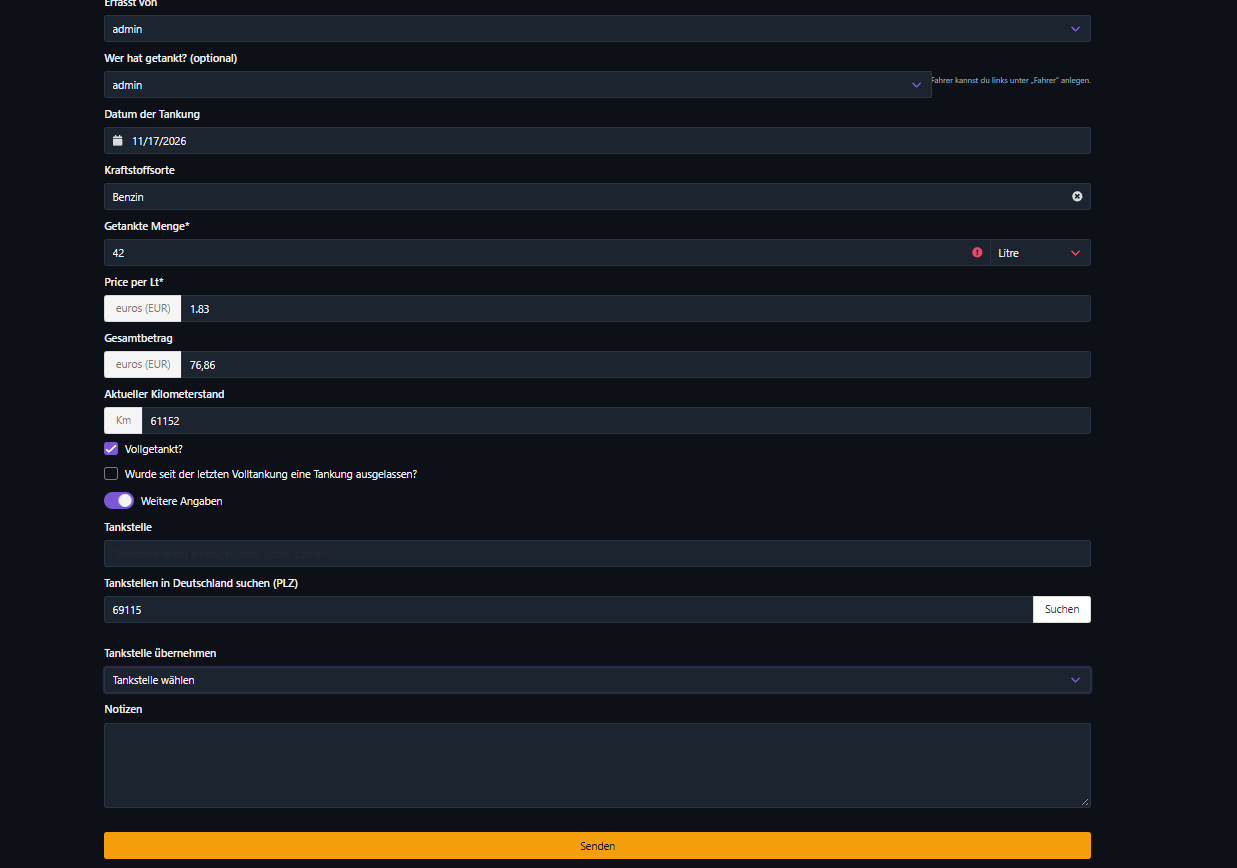 Erfasst von
admin
Wer hat getankt? (optional)
admin
Fahrer kannst du links unter „Fahrer“ anlegen.
Datum der Tankung
11/17/2026
Kraftstoffsorte
Benzin
Getankte Menge*
42
Litre
Price per Lt*
euros (EUR) 1.83
Gesamtbetrag
euros (EUR) 76,86
Aktueller Kilometerstand
Km 61152
Vollgetankt?
Wurde seit der letzten Volltankung eine Tankung ausgelassen?
Weitere Angaben
Tankstelle
Tankstellen in Deutschland suchen (PLZ)
69115 Suchen
Tankstelle übernehmen
Tankstelle wählen
Notizen
Senden